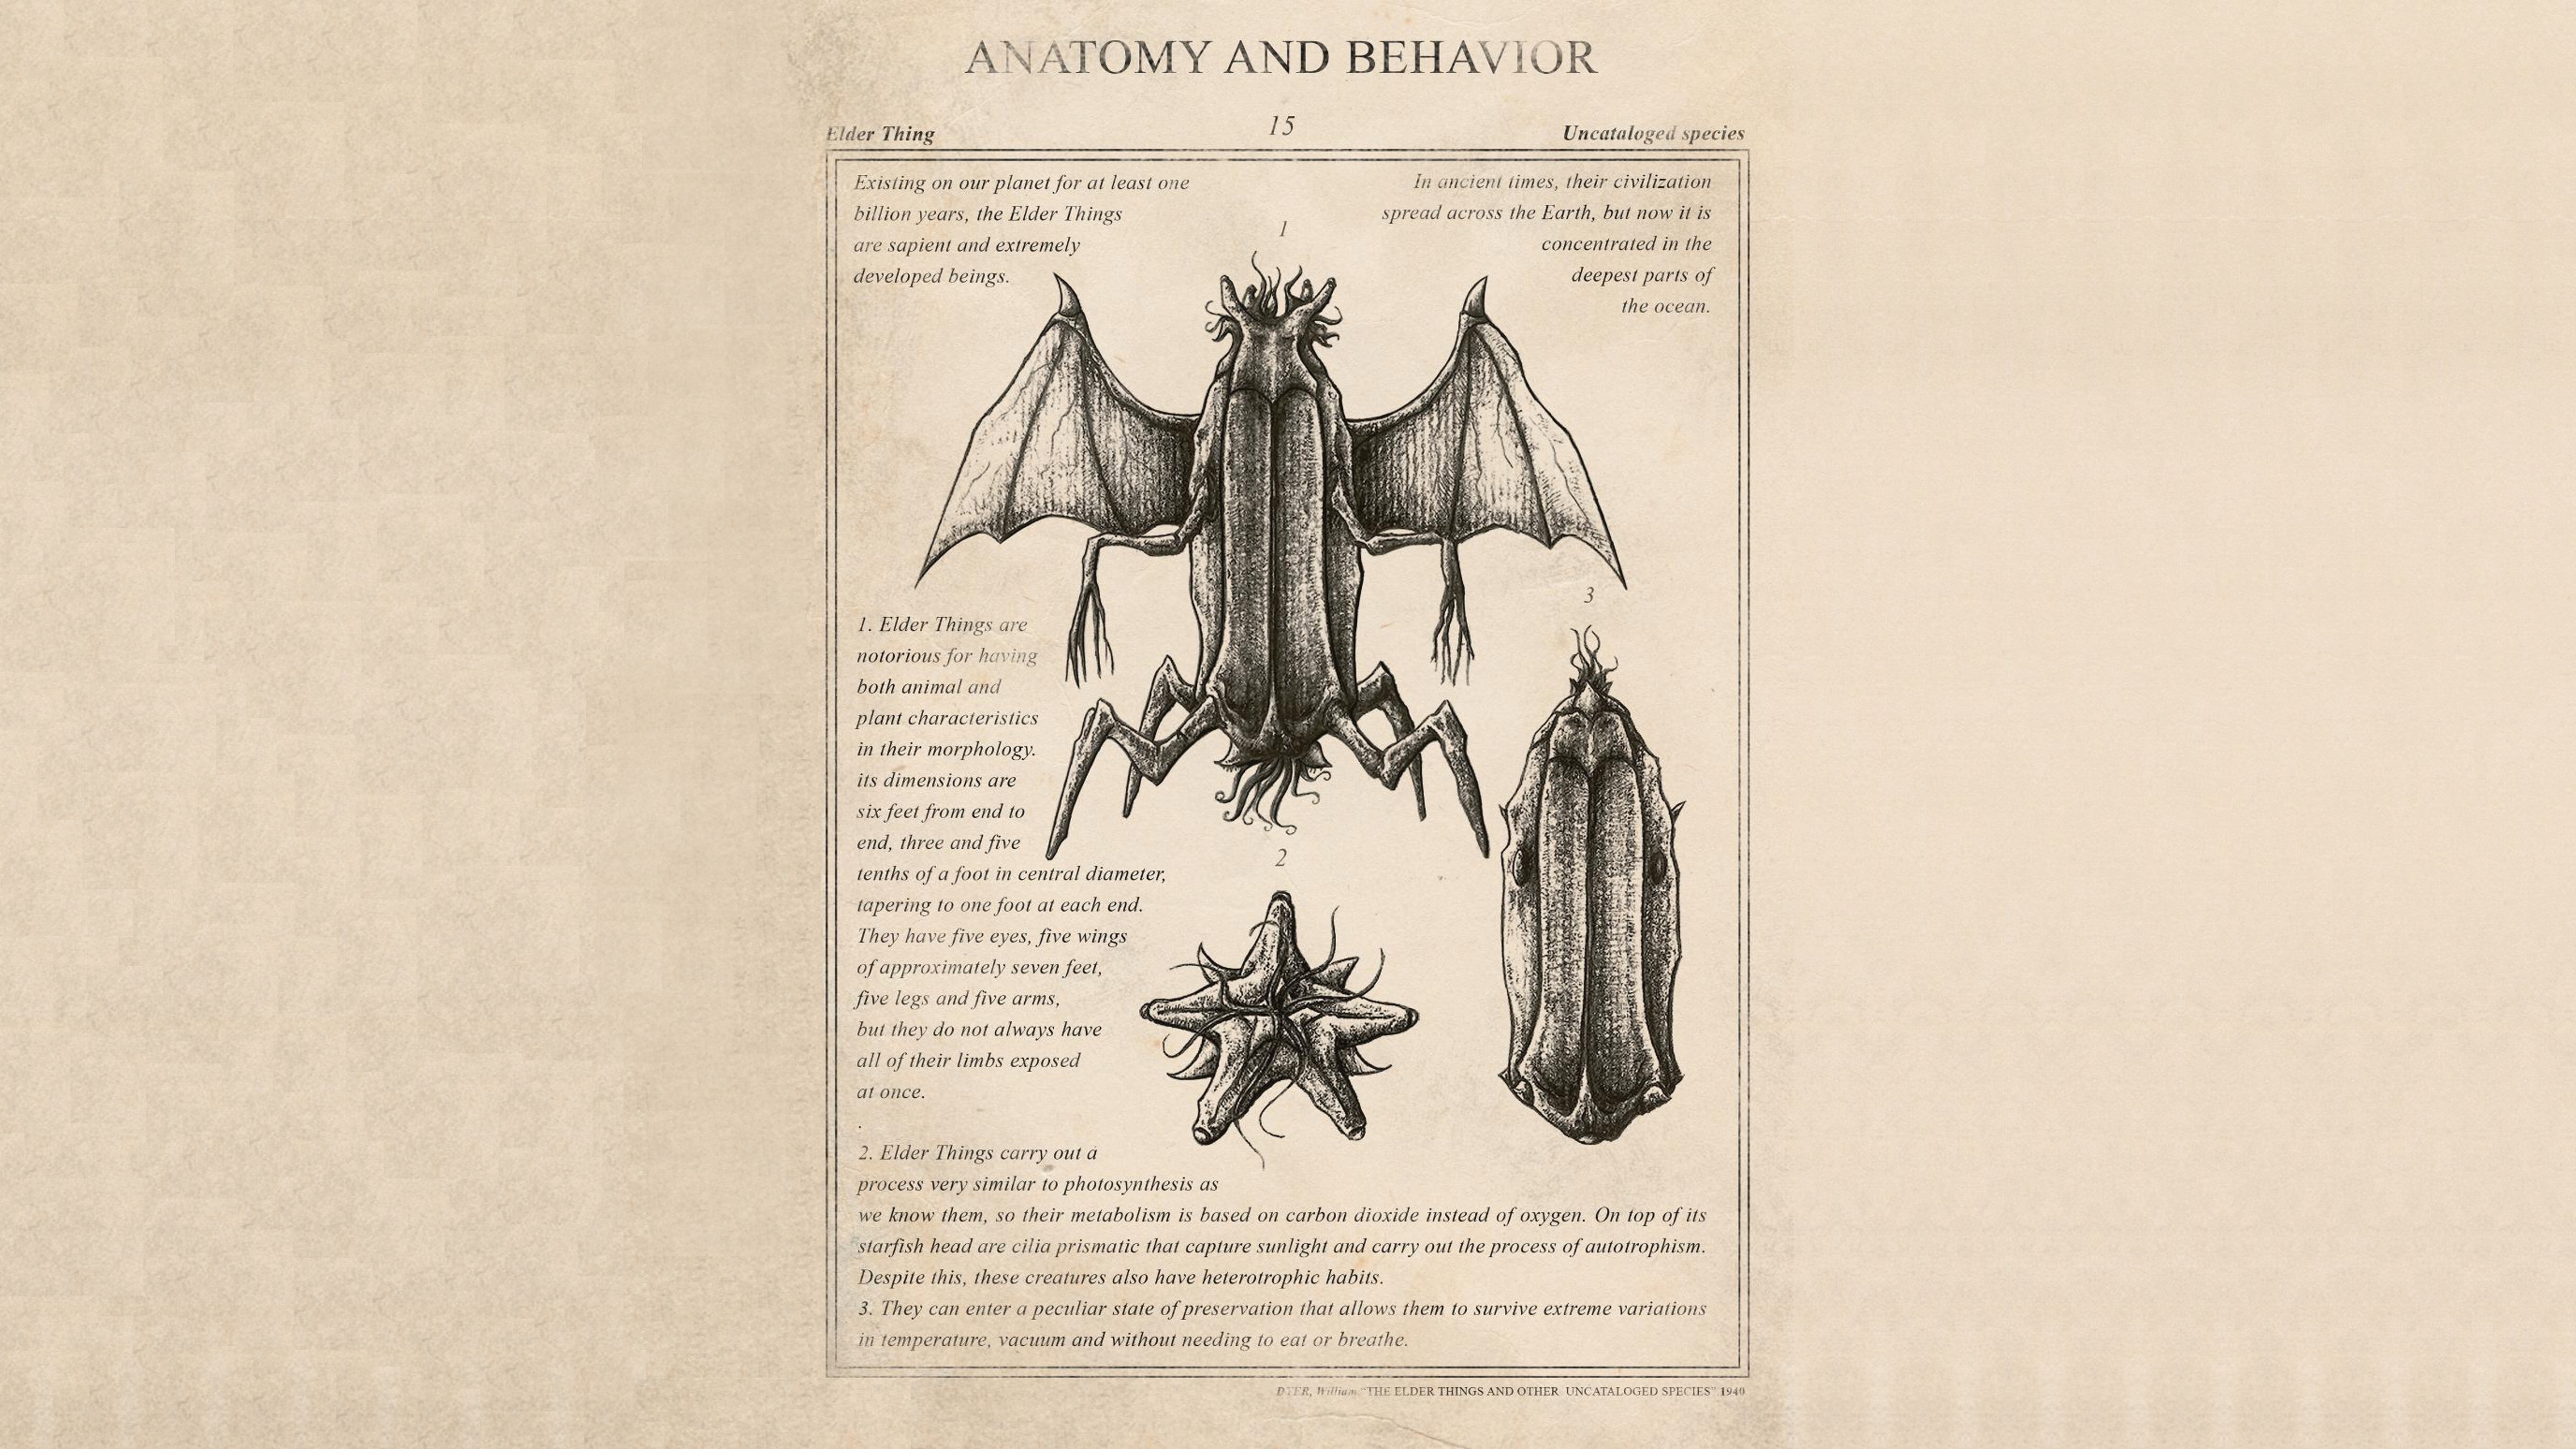 ANATOMY AND BEHAVIOR
15
Elder Thing
Uncataloged species
Existing on our planet for at least one
billion years, the Elder Things
are sapient and extremely
developed beings.
In ancient times, their civilization
spread across the Earth, but now it is
concentrated in the
deepest parts of
the ocean.
1
3
1. Elder Things are
notorious for having
both animal and
plant characteristics
in their morphology.
its dimensions are
six feet from end to
end, three and five
tenths of a foot in central diameter,
tapering to one foot at each end.
They have five eyes, five wings
of approximately seven feet,
five legs and five arms,
but they do not always have
all of their limbs exposed
at once.
.
2
2. Elder Things carry out a
process very similar to photosynthesis as
we know them, so their metabolism is based on carbon dioxide instead of oxygen. On top of its
starfish head are cilia prismatic that capture sunlight and carry out the process of autotrophism.
Despite this, these creatures also have heterotrophic habits.
3. They can enter a peculiar state of preservation that allows them to survive extreme variations
in temperature, vacuum and without needing to eat or breathe.
DYER, William."THE ELDER THINGS AND OTHER UNCATALOGED SPECIES" 1940